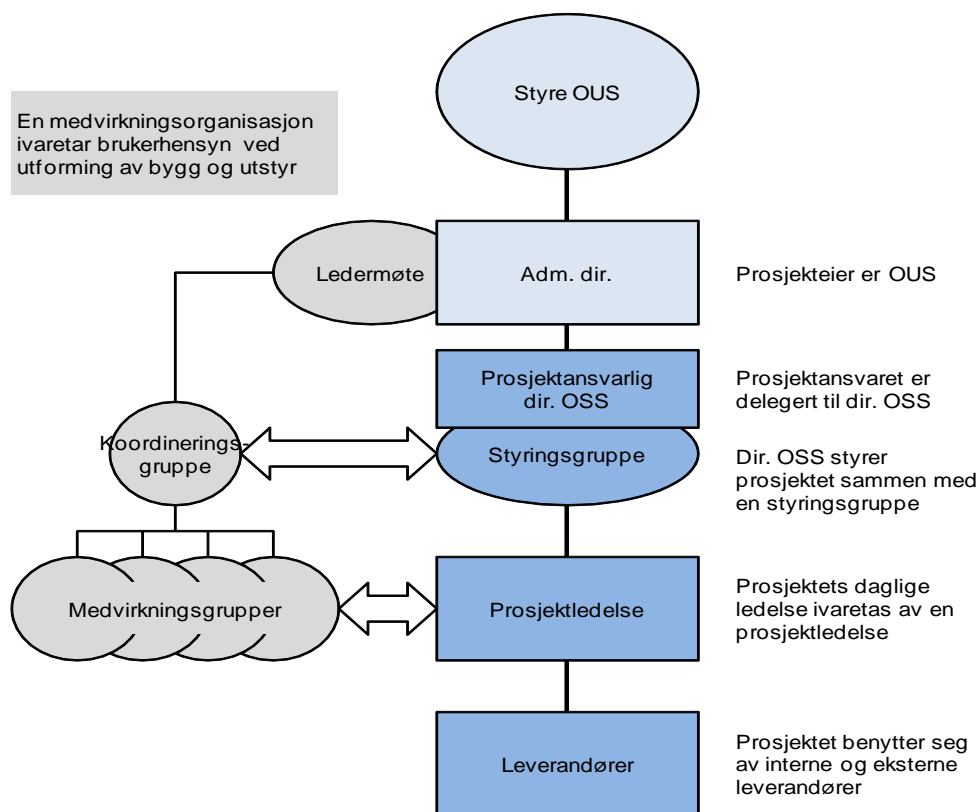 Styre OUS
En medvirkningsorganisasjon
ivaretar brukerhensyn ved
utforming av bygg og utstyr
Ledermøte
Adm. dir.
Prosjekteier er OUS
Prosjektansvarlig
dir. OSS
Prosjektansvaret er
delegert til dir. OSS
Koordinerings-
gruppe
Styringsgruppe
Dir. OSS styrer
prosjektet sammen med
en styringsgruppe
Medvirkningsgrupper
Prosjektledelse
Prosjektets daglige
ledelse ivaretas av en
prosjektledelse
Leverandører
Prosjektet benytter seg
av interne og eksterne
leverandører